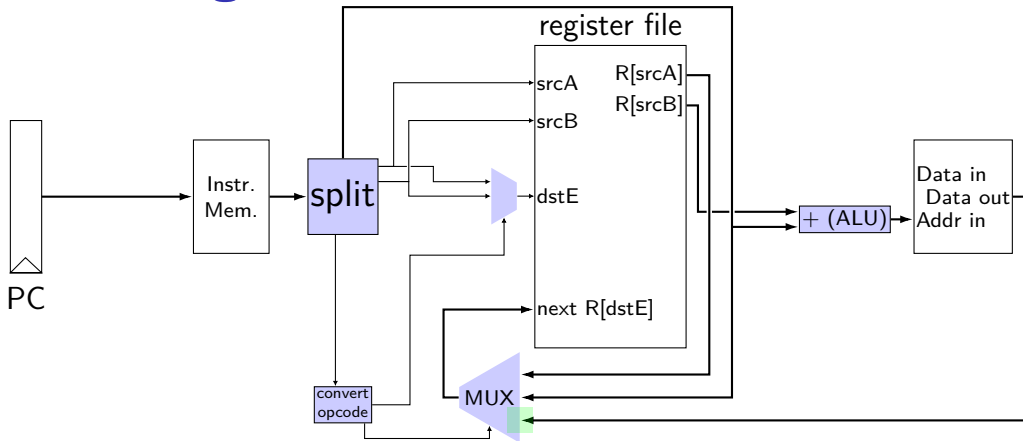 register file
srcA
R[srcA]
R[srcB]
srcB
Instr.
Mem.
split
dstE
Data in
Data out
Addr in
+ (ALU)
PC
next R[dstE]
convert
opcode
MUX